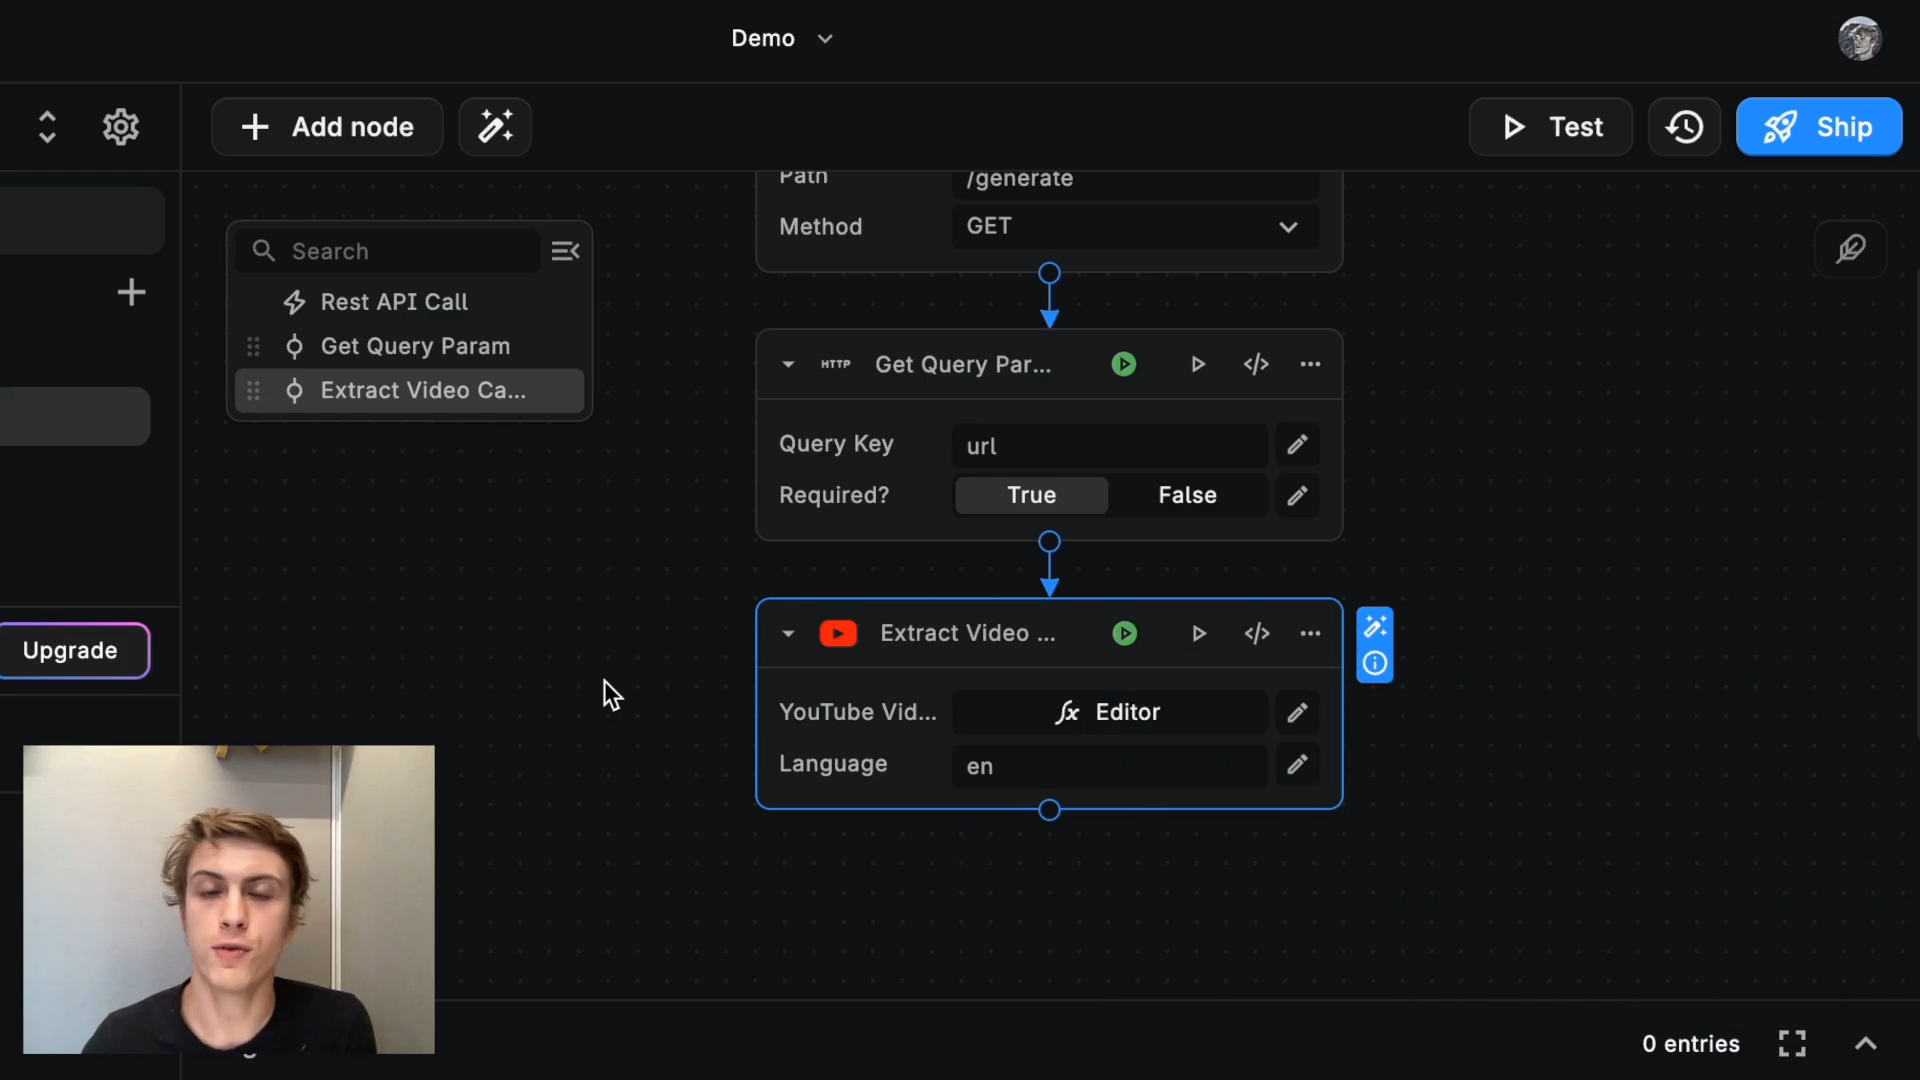 Demo
Add node
Test
Ship
Path
/generate
Method
GET
Search
Rest API Call
Get Query Param
Extract Video Ca...
HTTP
Get Query Par...
Query Key
url
Required?
True
False
Extract Video ...
YouTube Vid...
fx Editor
Language
en
Upgrade
0 entries